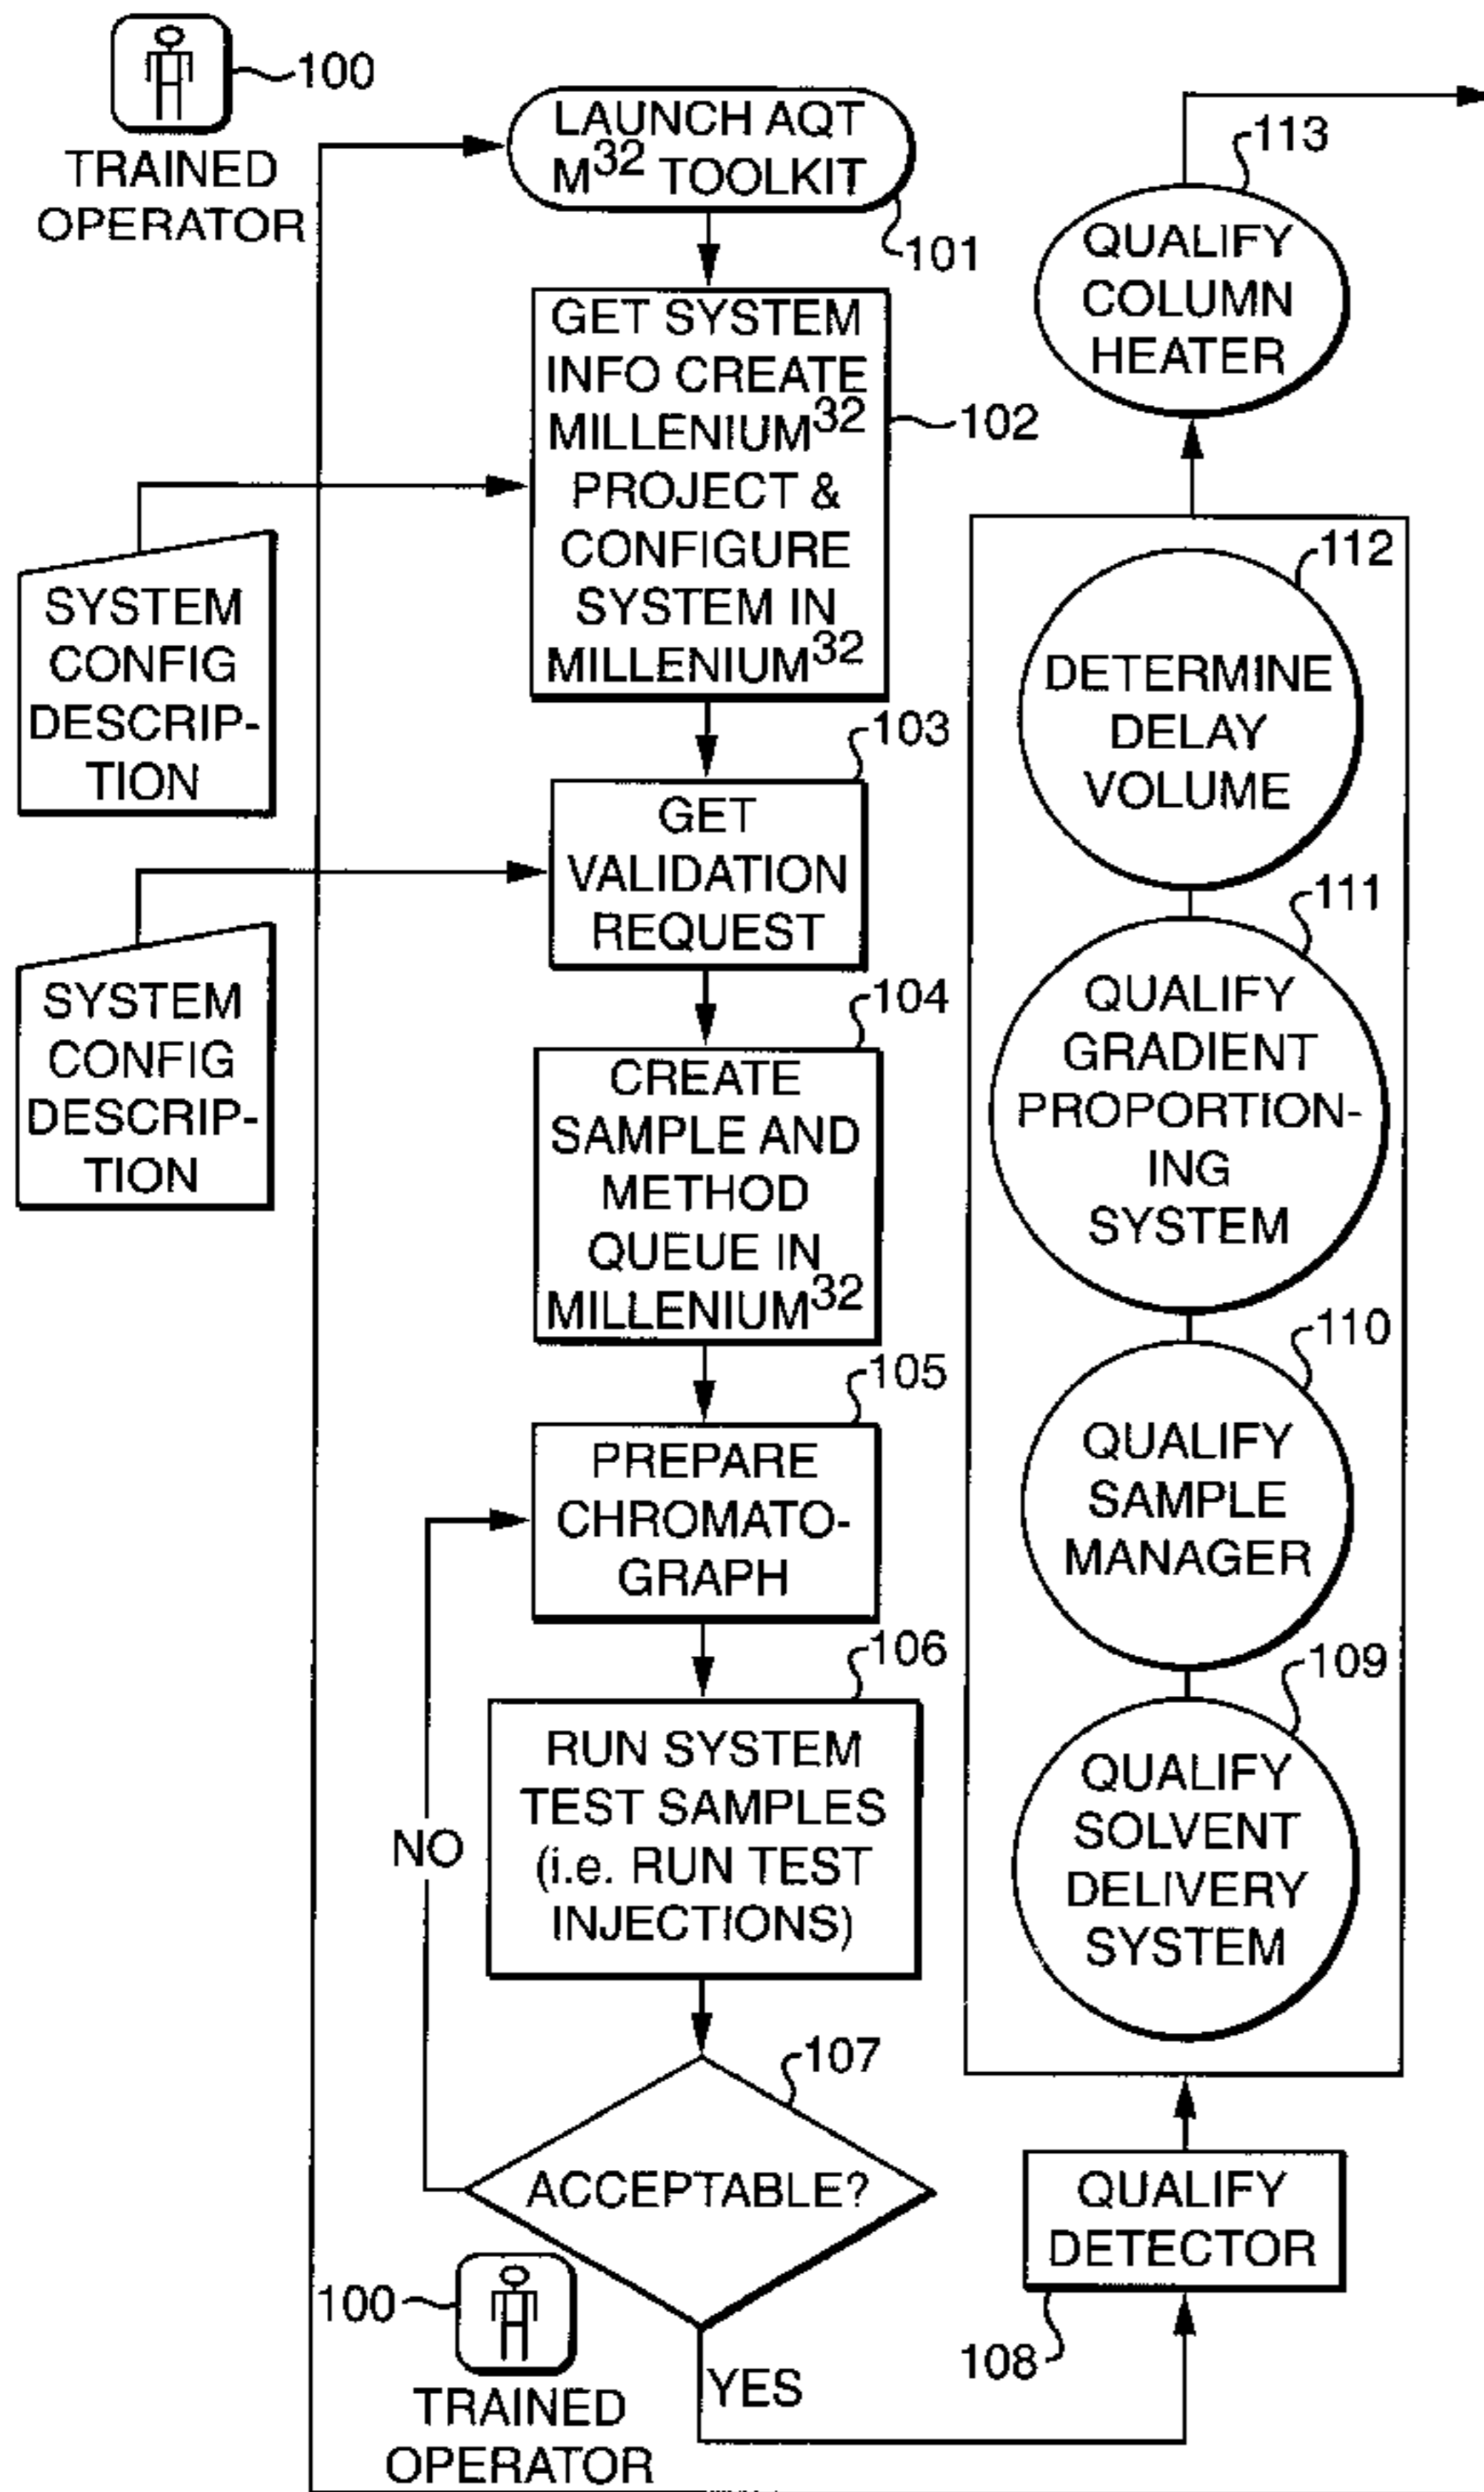 100
TRAINED
OPERATOR
LAUNCH AQT
M32 TOOLKIT
101
GET SYSTEM
INFO CREATE
MILLENIUM32
PROJECT &
CONFIGURE
SYSTEM IN
MILLENIUM32
102
SYSTEM
CONFIG
DESCRIP-
TION
103
GET
VALIDATION
REQUEST
SYSTEM
CONFIG
DESCRIP-
TION
104
CREATE
SAMPLE AND
METHOD
QUEUE IN
MILLENIUM32
105
PREPARE
CHROMATO-
GRAPH
106
RUN SYSTEM
TEST SAMPLES
(i.e. RUN TEST
INJECTIONS)
NO
107
ACCEPTABLE?
100
TRAINED
OPERATOR
YES
108
QUALIFY
DETECTOR
109
QUALIFY
SOLVENT
DELIVERY
SYSTEM
110
QUALIFY
SAMPLE
MANAGER
111
QUALIFY
GRADIENT
PROPORTION-
ING
SYSTEM
112
DETERMINE
DELAY
VOLUME
113
QUALIFY
COLUMN
HEATER